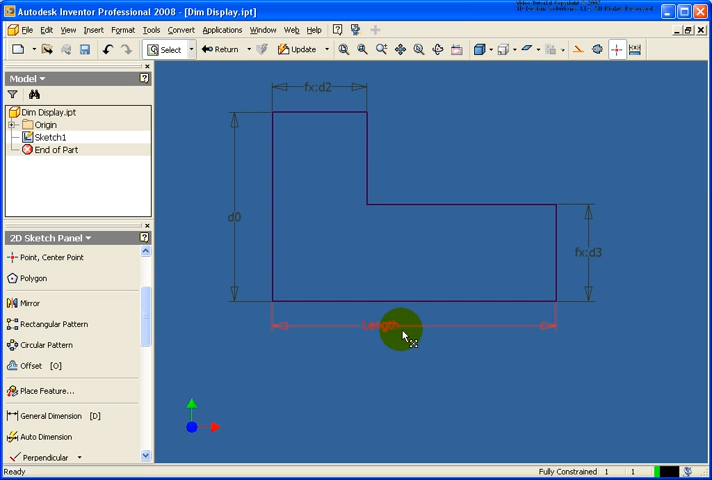 Autodesk Inventor Professional 2008 - [Dim Display.ipt]
File Edit View Insert Format Tools Convert Applications Window Web Help
Select Return Update
Model
Dim Display.ipt
Origin
Sketch1
End of Part
2D Sketch Panel
Point, Center Point
Polygon
Mirror
Rectangular Pattern
Circular Pattern
Offset [O]
Place Feature...
General Dimension [D]
Auto Dimension
Perpendicular
fx:d2
d0
fx:d3
Length
Ready Fully Constrained 1 1